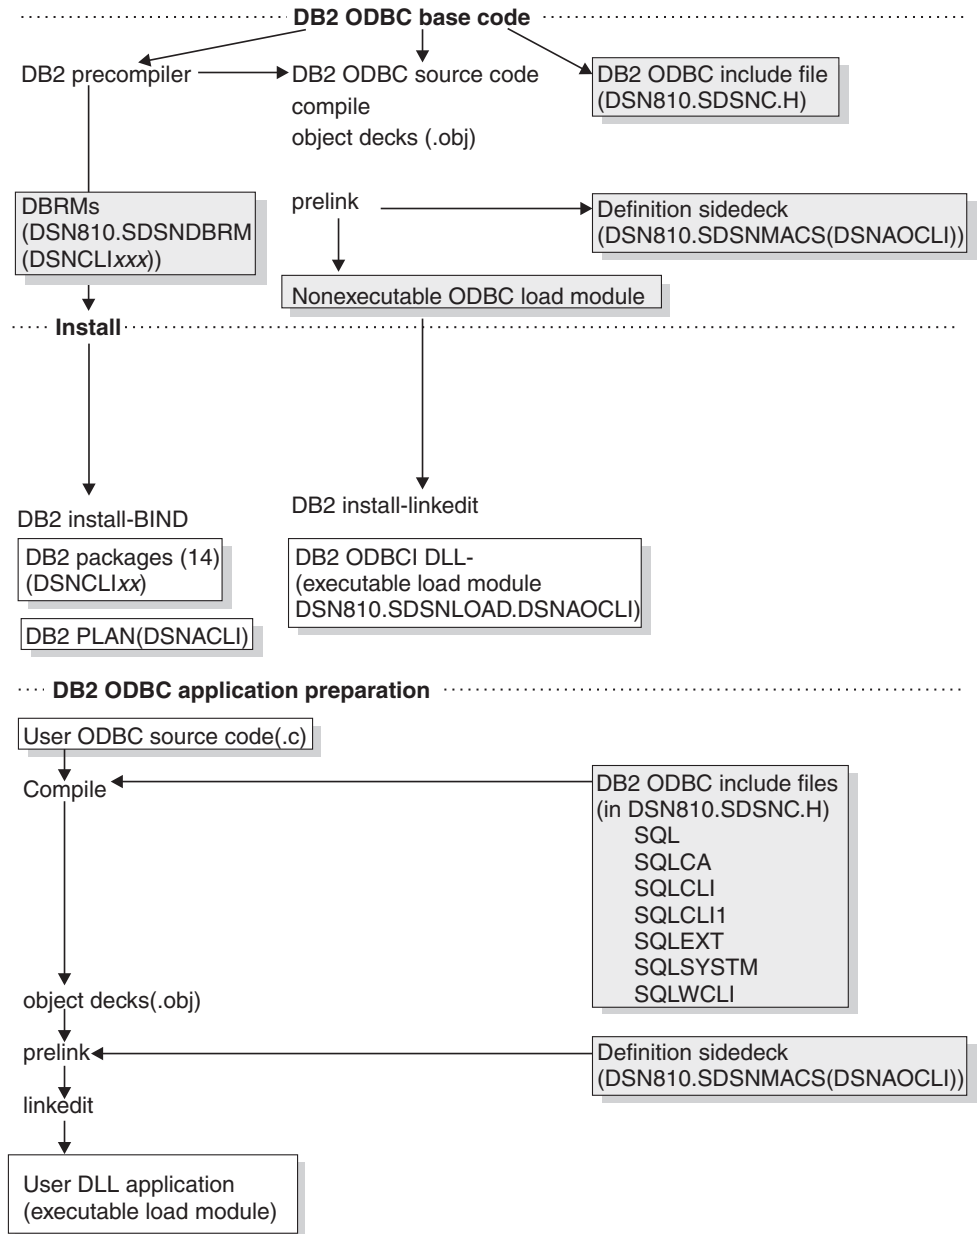 DB2 ODBC base code
DB2 precompiler
DB2 ODBC source code
compile
object decks (.obj)
DB2 ODBC include file
(DSN810.SDSNC.H)
DBRMs
(DSN810.SDSNDBRM
(DSNCLIxxx))
prelink
Definition sidedeck
(DSN810.SDSNMACS(DSNAOCLI))
Nonexecutable ODBC load module
Install
DB2 install-BIND
DB2 packages (14)
(DSNCLIxx)
DB2 PLAN(DSNACLI)
DB2 install-linkedit
DB2 ODBCI DLL-
(executable load module
DSN810.SDSNLOAD.DSNAOCLI)
DB2 ODBC application preparation
User ODBC source code(.c)
Compile
DB2 ODBC include files
(in DSN810.SDSNC.H)
SQL
SQLCA
SQLCLI
SQLCLI1
SQLEXT
SQLSYSTM
SQLWCLI
object decks(.obj)
prelink
Definition sidedeck
(DSN810.SDSNMACS(DSNAOCLI))
linkedit
User DLL application
(executable load module)